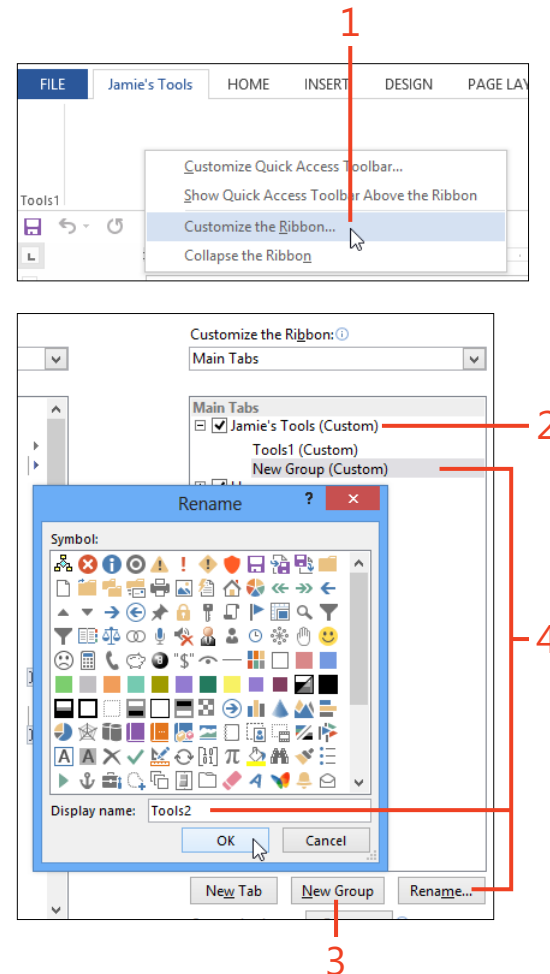 1
FILE Jamie's Tools HOME INSERT DESIGN PAGE LAY
Customize Quick Access Toolbar...
Show Quick Access Toolbar Above the Ribbon
Tools1
Customize the Ribbon...
Collapse the Ribbon
Customize the Ribbon:
Main Tabs
Main Tabs
Jamie's Tools (Custom) 2
Tools1 (Custom)
New Group (Custom)
Rename ? ×
Symbol:
"$"
4
A A π
A
Display name: Tools2
OK Cancel
New Tab New Group Rename...
3